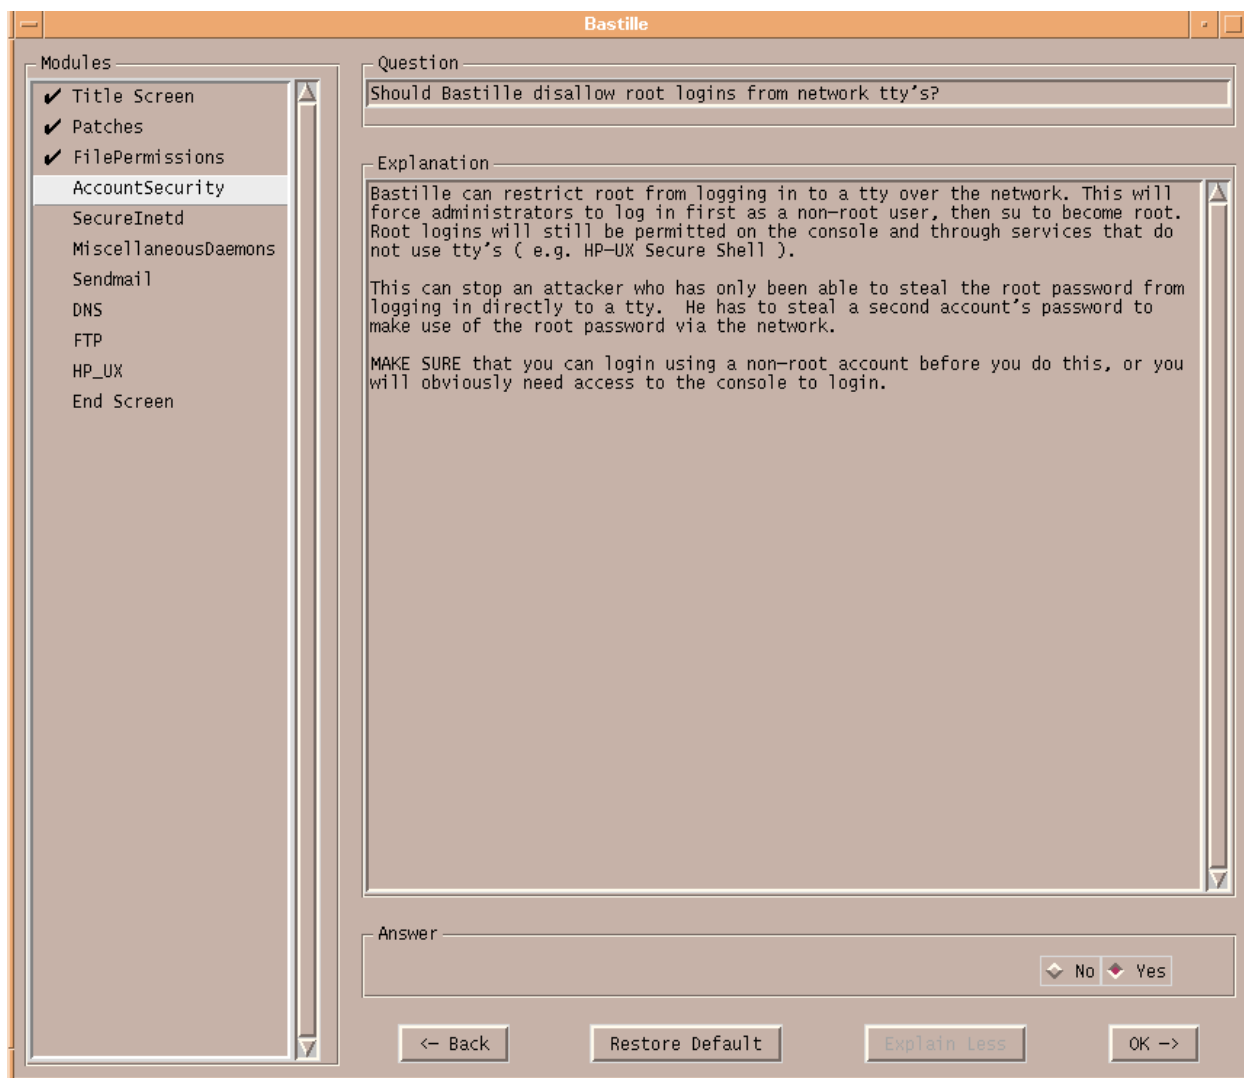 Bastille
Modules
Title Screen
Patches
FilePermissions
AccountSecurity
SecureInetd
MiscellaneousDaemons
Sendmail
DNS
FTP
HP_UX
End Screen
Question
Should Bastille disallow root logins from network tty's?
Explanation
Bastille can restrict root from logging in to a tty over the network. This will
force administrators to log in first as a non-root user, then su to become root.
Root logins will still be permitted on the console and through services that do
not use tty's ( e.g. HP-UX Secure Shell ).
This can stop an attacker who has only been able to steal the root password from
logging in directly to a tty.  He has to steal a second account's password to
make use of the root password via the network.
MAKE SURE that you can login using a non-root account before you do this, or you
will obviously need access to the console to login.
Answer
No Yes
<- Back Restore Default Explain Less OK ->